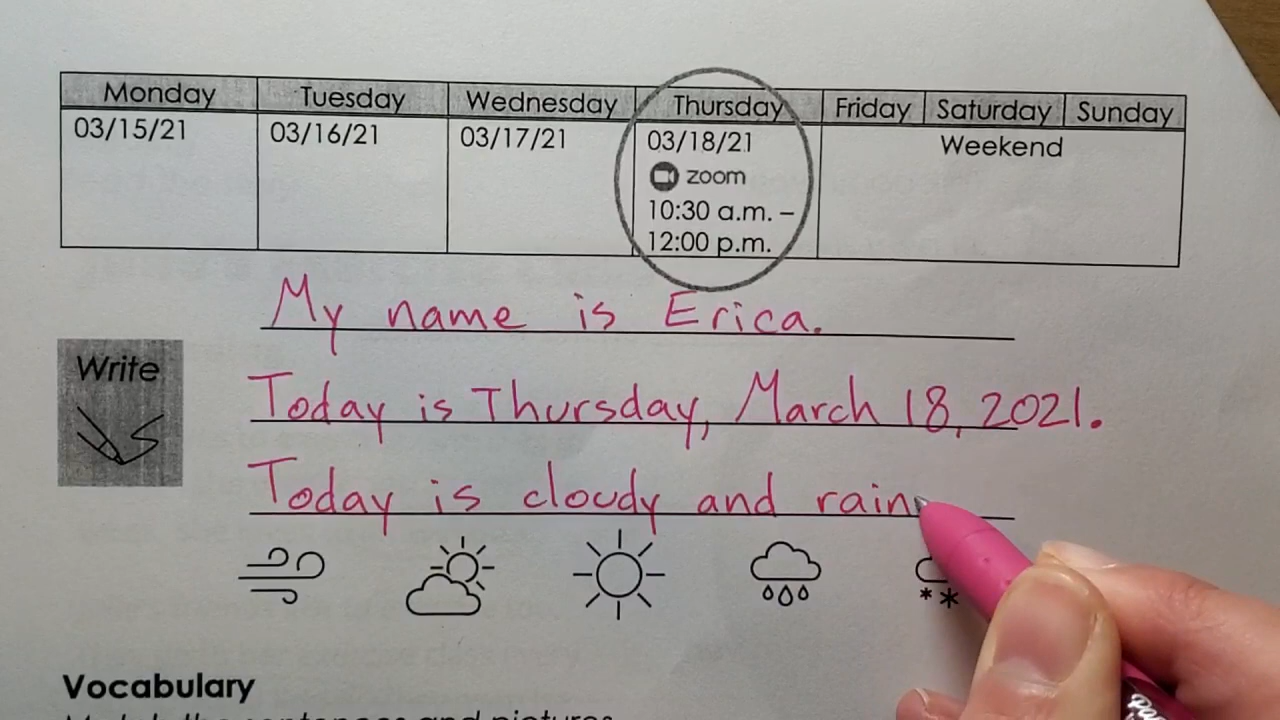 Monday Tuesday Wednesday Thursday Friday Saturday Sunday
03/15/21 03/16/21 03/17/21 03/18/21 Weekend
zoom
10:30 a.m. –
12:00 p.m.
My name is Erica.
Write
Today is Thursday, March 18, 2021.
Today is cloudy and rain
Vocabulary